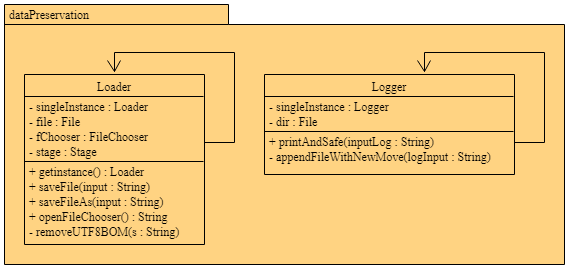 dataPreservation
Loader
- singleInstance : Loader
- file : File
- fChooser : FileChooser
- stage : Stage
+ getinstance() : Loader
+ saveFile(input : String)
+ saveFileAs(input : String)
+ openFileChooser() : String
- removeUTF8BOM(s : String)
Logger
- singleInstance : Logger
- dir : File
+ printAndSafe(inputLog : String)
- appendFileWithNewMove(logInput : String)